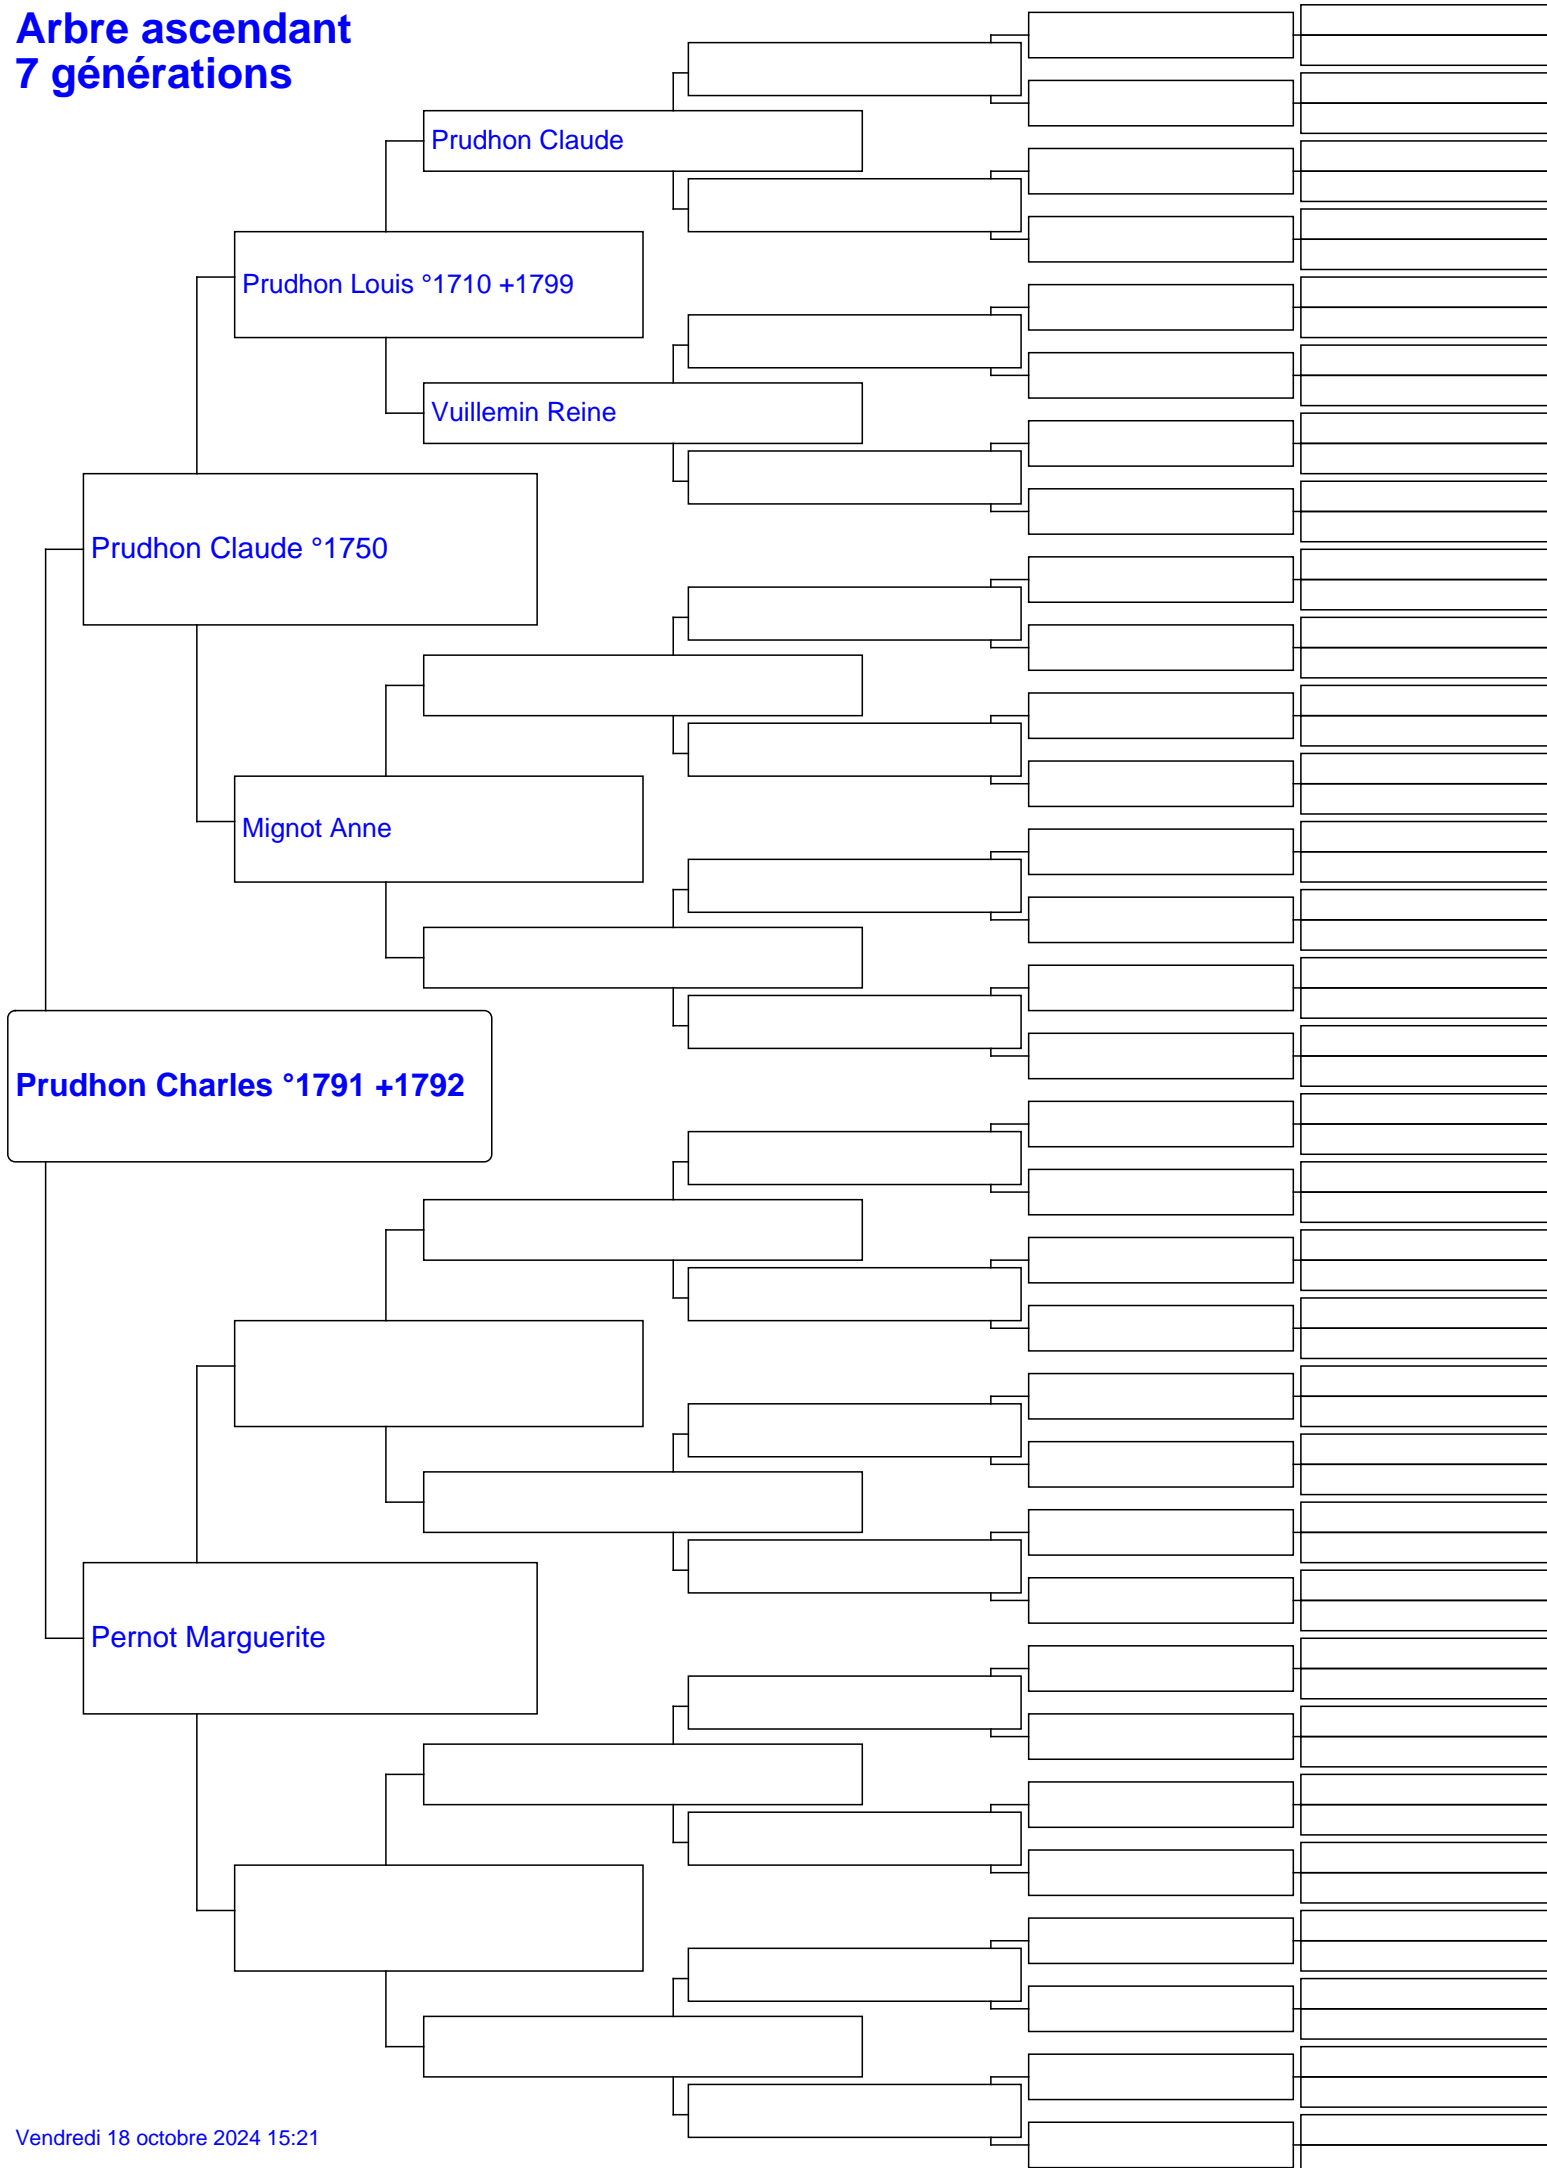 Arbre ascendant
7 générations
Prudhon Claude
Prudhon Louis °1710 +1799
Vuillemin Reine
Prudhon Claude °1750
Mignot Anne
Prudhon Charles °1791 +1792
Pernot Marguerite
Vendredi 18 octobre 2024 15:21